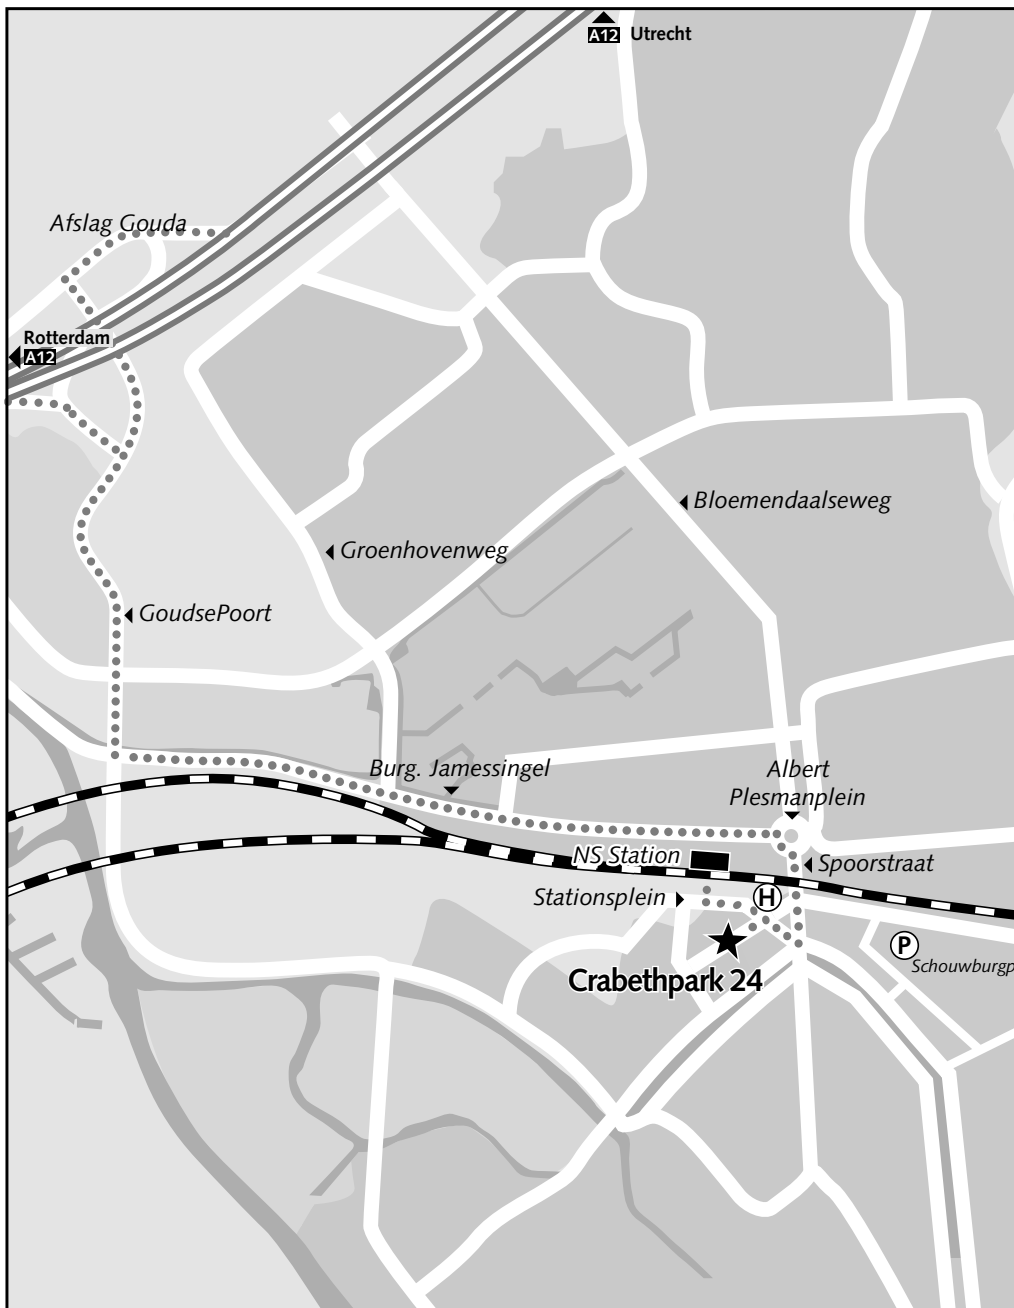 A12 Utrecht
Afslag Gouda
Rotterdam
A12
Bloemendaalseweg
Groenhovenweg
GoudsePoort
Burg. Jamessingel
Albert
Plesmanplein
NS Station
Spoorstraat
Stationsplein
H
P
Schouwburgp
Crabethpark 24